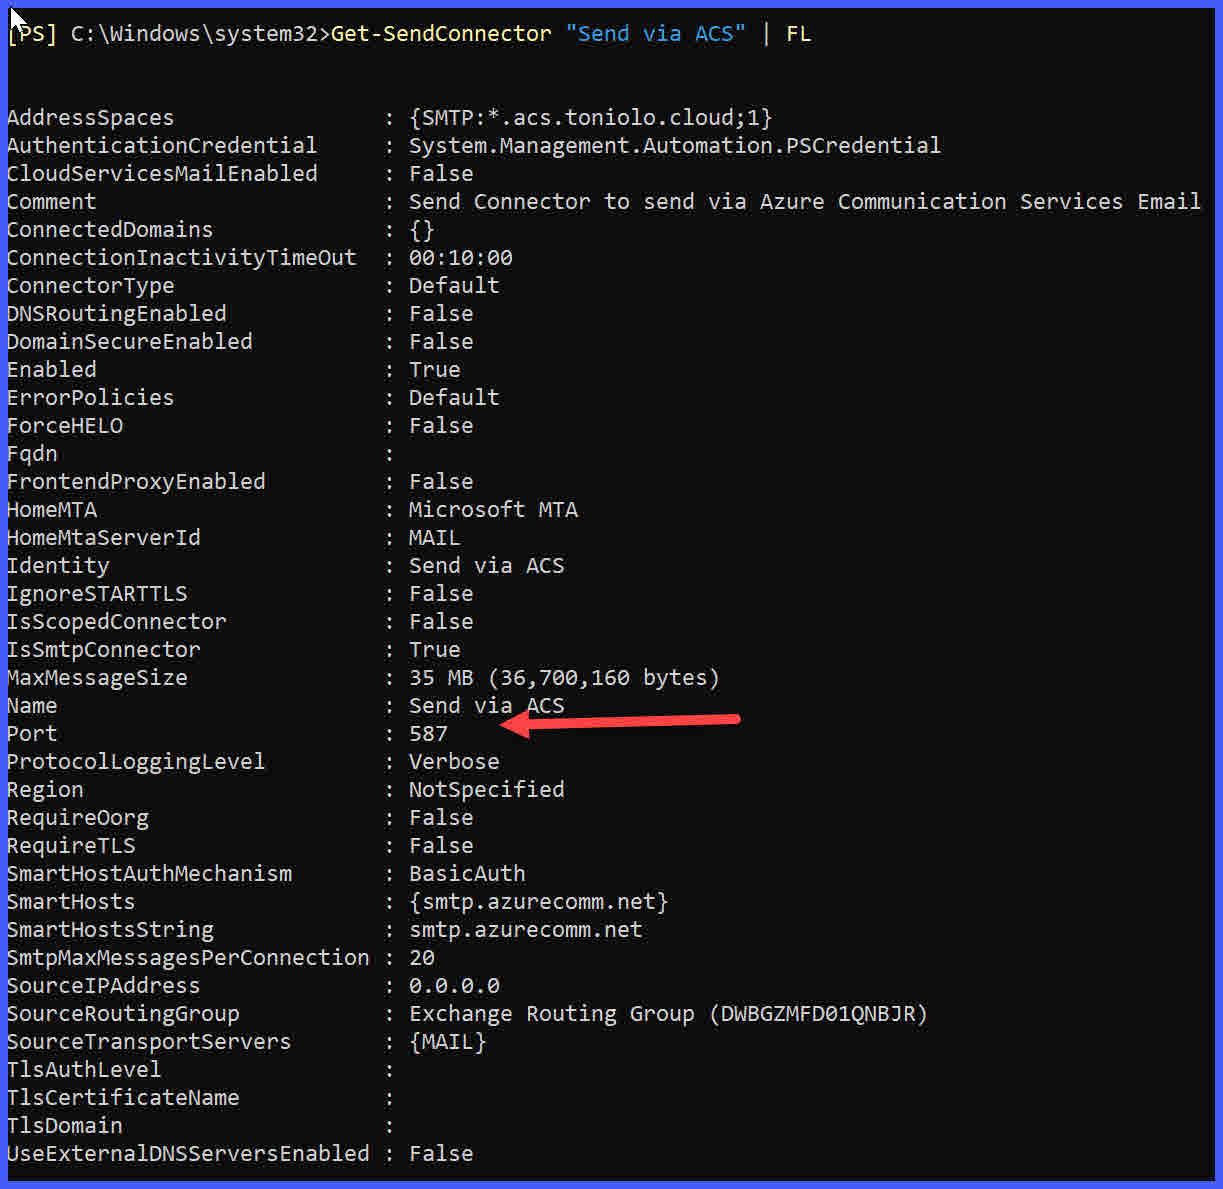 [PS] C:\Windows\system32>Get-SendConnector "Send via ACS" | FL
AddressSpaces : {SMTP:*.acs.toniolo.cloud;1}
AuthenticationCredential : System.Management.Automation.PSCredential
CloudServicesMailEnabled : False
Comment : Send Connector to send via Azure Communication Services Email
ConnectedDomains : {}
ConnectionInactivityTimeOut : 00:10:00
ConnectorType : Default
DNSRoutingEnabled : False
DomainSecureEnabled : False
Enabled : True
ErrorPolicies : Default
ForceHELO : False
Fqdn :
FrontendProxyEnabled : False
HomeMTA : Microsoft MTA
HomeMtaServerId : MAIL
Identity : Send via ACS
IgnoreSTARTTLS : False
IsScopedConnector : False
IsSmtpConnector : True
MaxMessageSize : 35 MB (36,700,160 bytes)
Name : Send via ACS
Port : 587
ProtocolLoggingLevel : Verbose
Region : NotSpecified
RequireOorg : False
RequireTLS : False
SmartHostAuthMechanism : BasicAuth
SmartHosts : {smtp.azurecomm.net}
SmartHostsString : smtp.azurecomm.net
SmtpMaxMessagesPerConnection : 20
SourceIPAddress : 0.0.0.0
SourceRoutingGroup : Exchange Routing Group (DWBGZMFD01QNBJR)
SourceTransportServers : {MAIL}
TlsAuthLevel :
TlsCertificateName :
TlsDomain :
UseExternalDNSServersEnabled : False